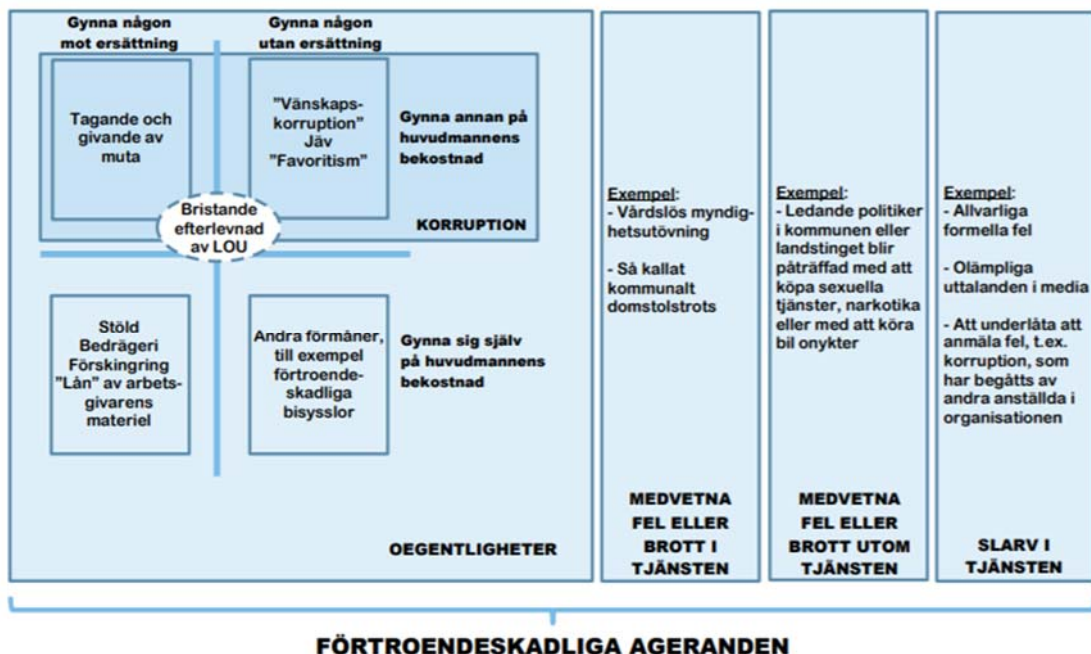 Gynna någon
mot ersättning
Gynna någon
utan ersättning
Tagande och
givande av
muta
"Vänskaps-
korruption"
Jäv
"Favoritism"
Gynna annan på
huvudmannens
bekostnad
Bristande
efterlevnad
av LOU
KORRUPTION
Stöld
Bedrägeri
Förskingring
"Lån" av arbets-
givarens
materiel
Andra förmåner,
till exempel
förtroende-
skadliga
bisysslor
Gynna sig själv
på huvudmannens
bekostnad
OEGENTLIGHETER
Exempel:
- Vårdslös myndig-
hetsutövning
- Så kallat
kommunalt
domstolstrots
MEDVETNA
FEL ELLER
BROTT I
TJÄNSTEN
Exempel:
- Ledande politiker
i kommunen eller
landstinget blir
påträffad med att
köpa sexuella
tjänster, narkotika
eller med att köra
bil onykter
MEDVETNA
FEL ELLER
BROTT UTOM
TJÄNSTEN
Exempel:
- Allvarliga
formella fel
- Olämpliga
uttalanden i media
- Att underlåta att
anmäla fel, t.ex.
korruption, som
har begåtts av
andra anställda i
organisationen
SLARV I
TJÄNSTEN
FÖRTROENDESKADLIGA AGERANDEN